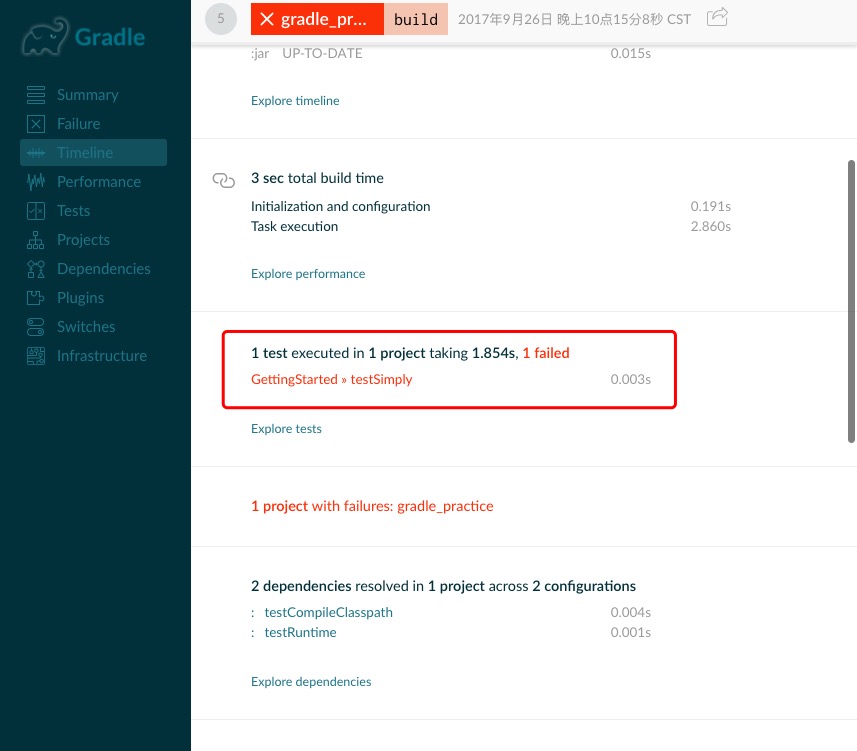 Gradle
Summary
Failure
Timeline
Performance
Tests
Projects
Dependencies
Plugins
Switches
Infrastructure
5 gradle_pr... build 2017年9月26日 晚上10点15分8秒 CST
:jar UP-TO-DATE 0.015s
Explore timeline
3 sec total build time
Initialization and configuration 0.191s
Task execution 2.860s
Explore performance
1 test executed in 1 project taking 1.854s, 1 failed
GettingStarted » testSimply 0.003s
Explore tests
1 project with failures: gradle_practice
2 dependencies resolved in 1 project across 2 configurations
: testCompileClasspath 0.004s
: testRuntime 0.001s
Explore dependencies